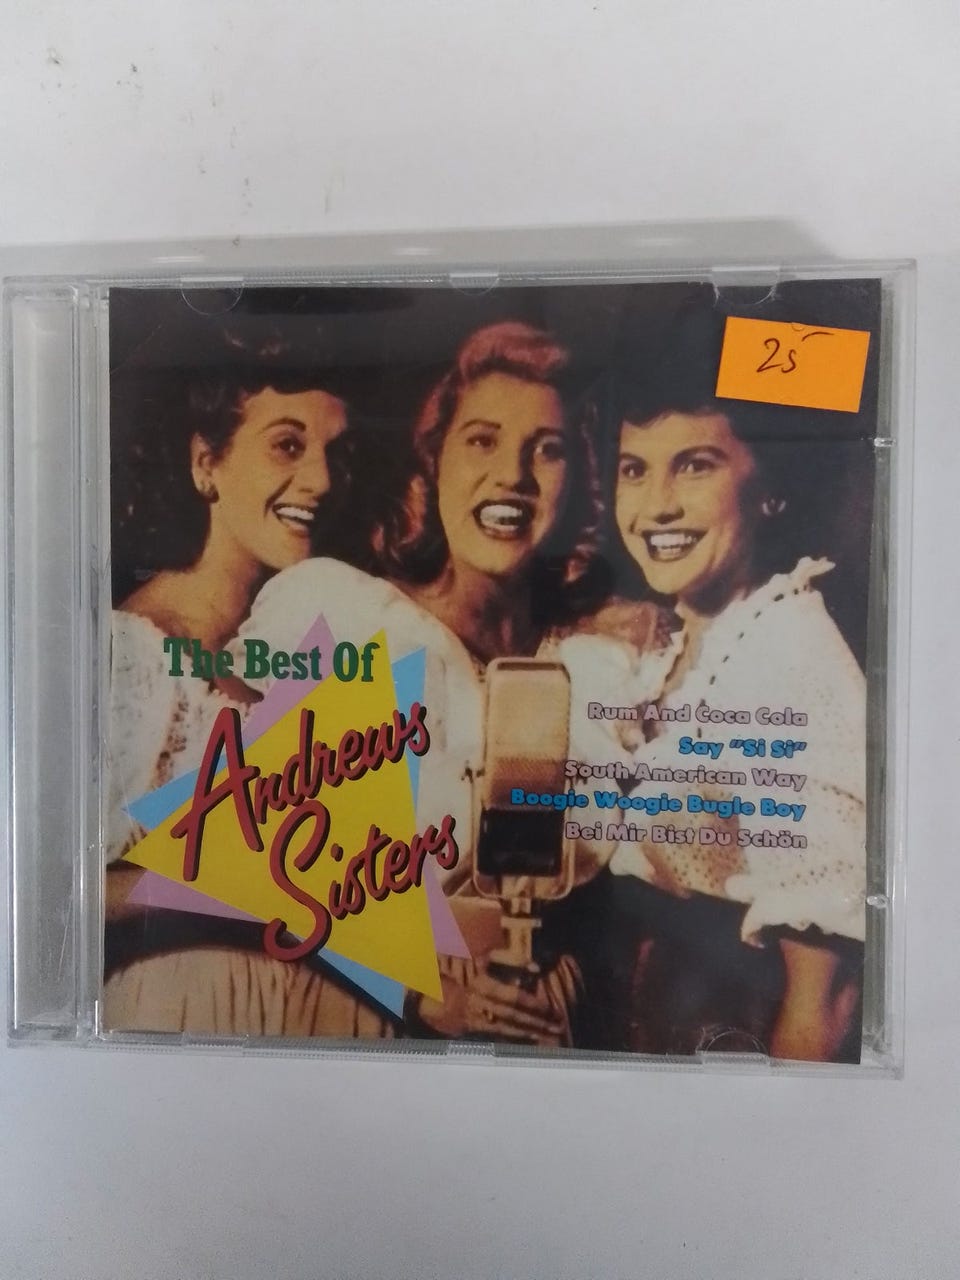 25,-
The Best Of
Andrews
Sisters
Rum And Coca Cola
Say "Si Si"
South American Way
Boogie Woogie Bugle Boy
Bei Mir Bist Du Schön